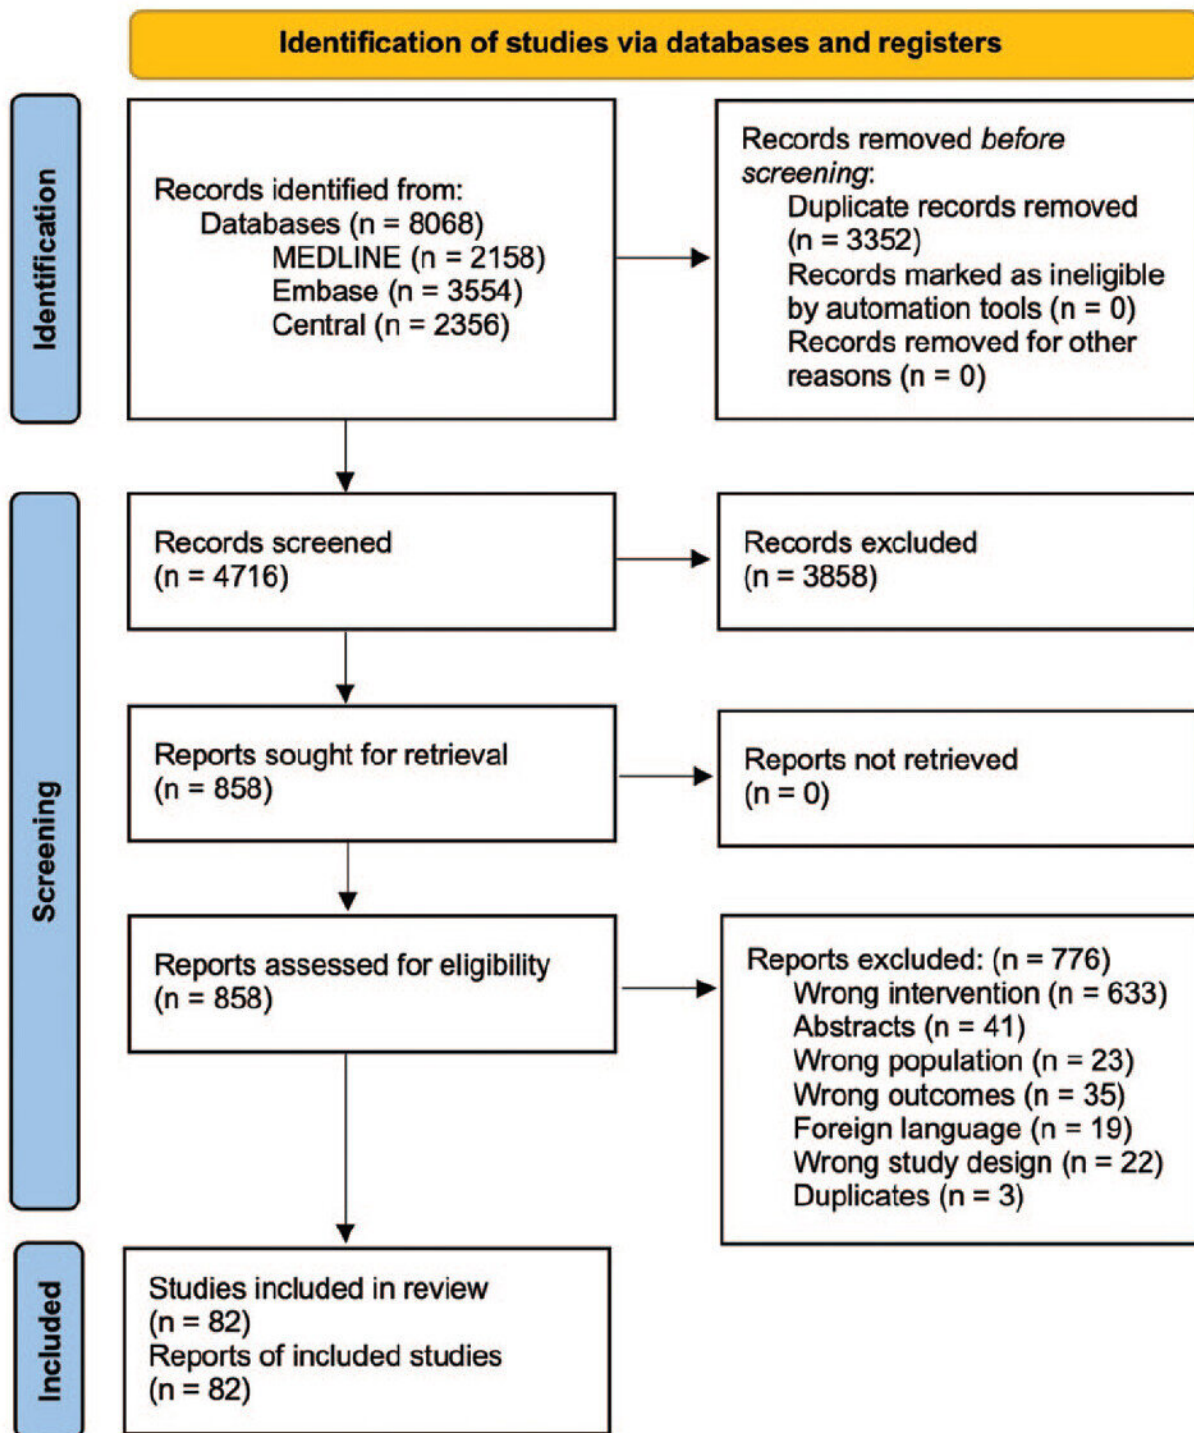 Identification of studies via databases and registers
Identification
Records identified from:
Databases (n = 8068)
MEDLINE (n = 2158)
Embase (n = 3554)
Central (n = 2356)
Records removed before
screening:
Duplicate records removed
(n = 3352)
Records marked as ineligible
by automation tools (n = 0)
Records removed for other
reasons (n = 0)
Screening
Records screened
(n = 4716)
Records excluded
(n = 3858)
Reports sought for retrieval
(n = 858)
Reports not retrieved
(n = 0)
Reports assessed for eligibility
(n = 858)
Reports excluded: (n = 776)
Wrong intervention (n = 633)
Abstracts (n = 41)
Wrong population (n = 23)
Wrong outcomes (n = 35)
Foreign language (n = 19)
Wrong study design (n = 22)
Duplicates (n = 3)
Included
Studies included in review
(n = 82)
Reports of included studies
(n = 82)